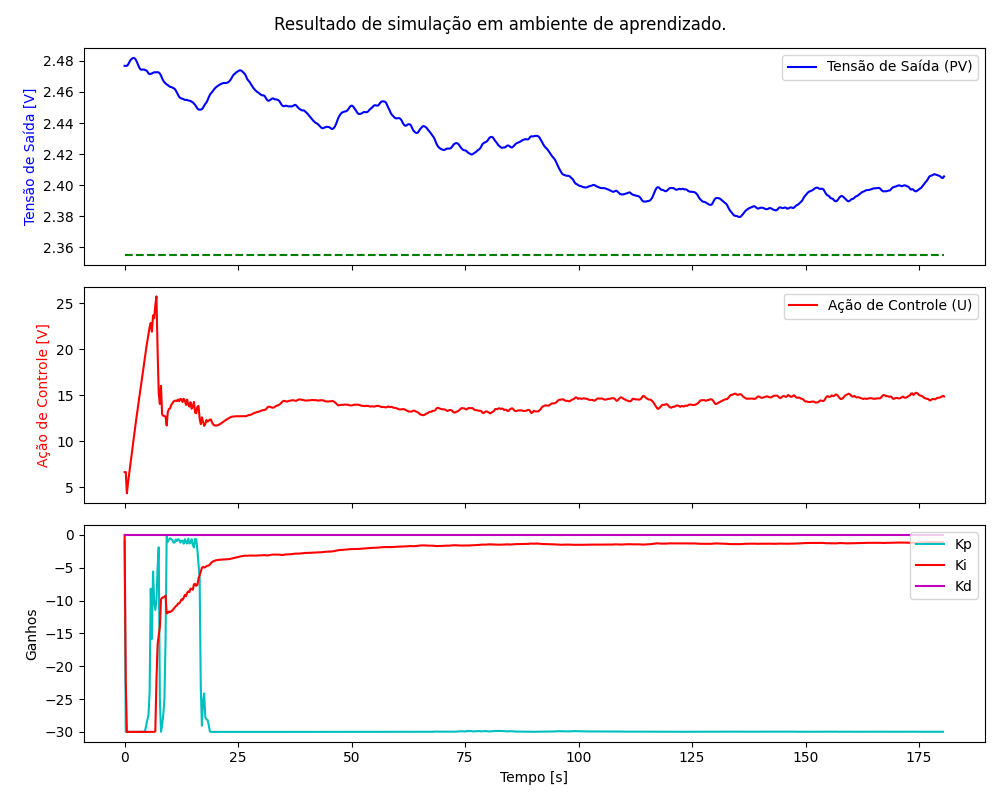 Resultado de simulação em ambiente de aprendizado.
Tensão de Saída [V]
2.48
2.46
2.44
2.42
2.40
2.38
2.36
Tensão de Saída (PV)
Ação de Controle [V]
25
20
15
10
5
Ação de Controle (U)
Ganhos
0
−5
−10
−15
−20
−25
−30
Kp
Ki
Kd
0 25 50 75 100 125 150 175
Tempo [s]